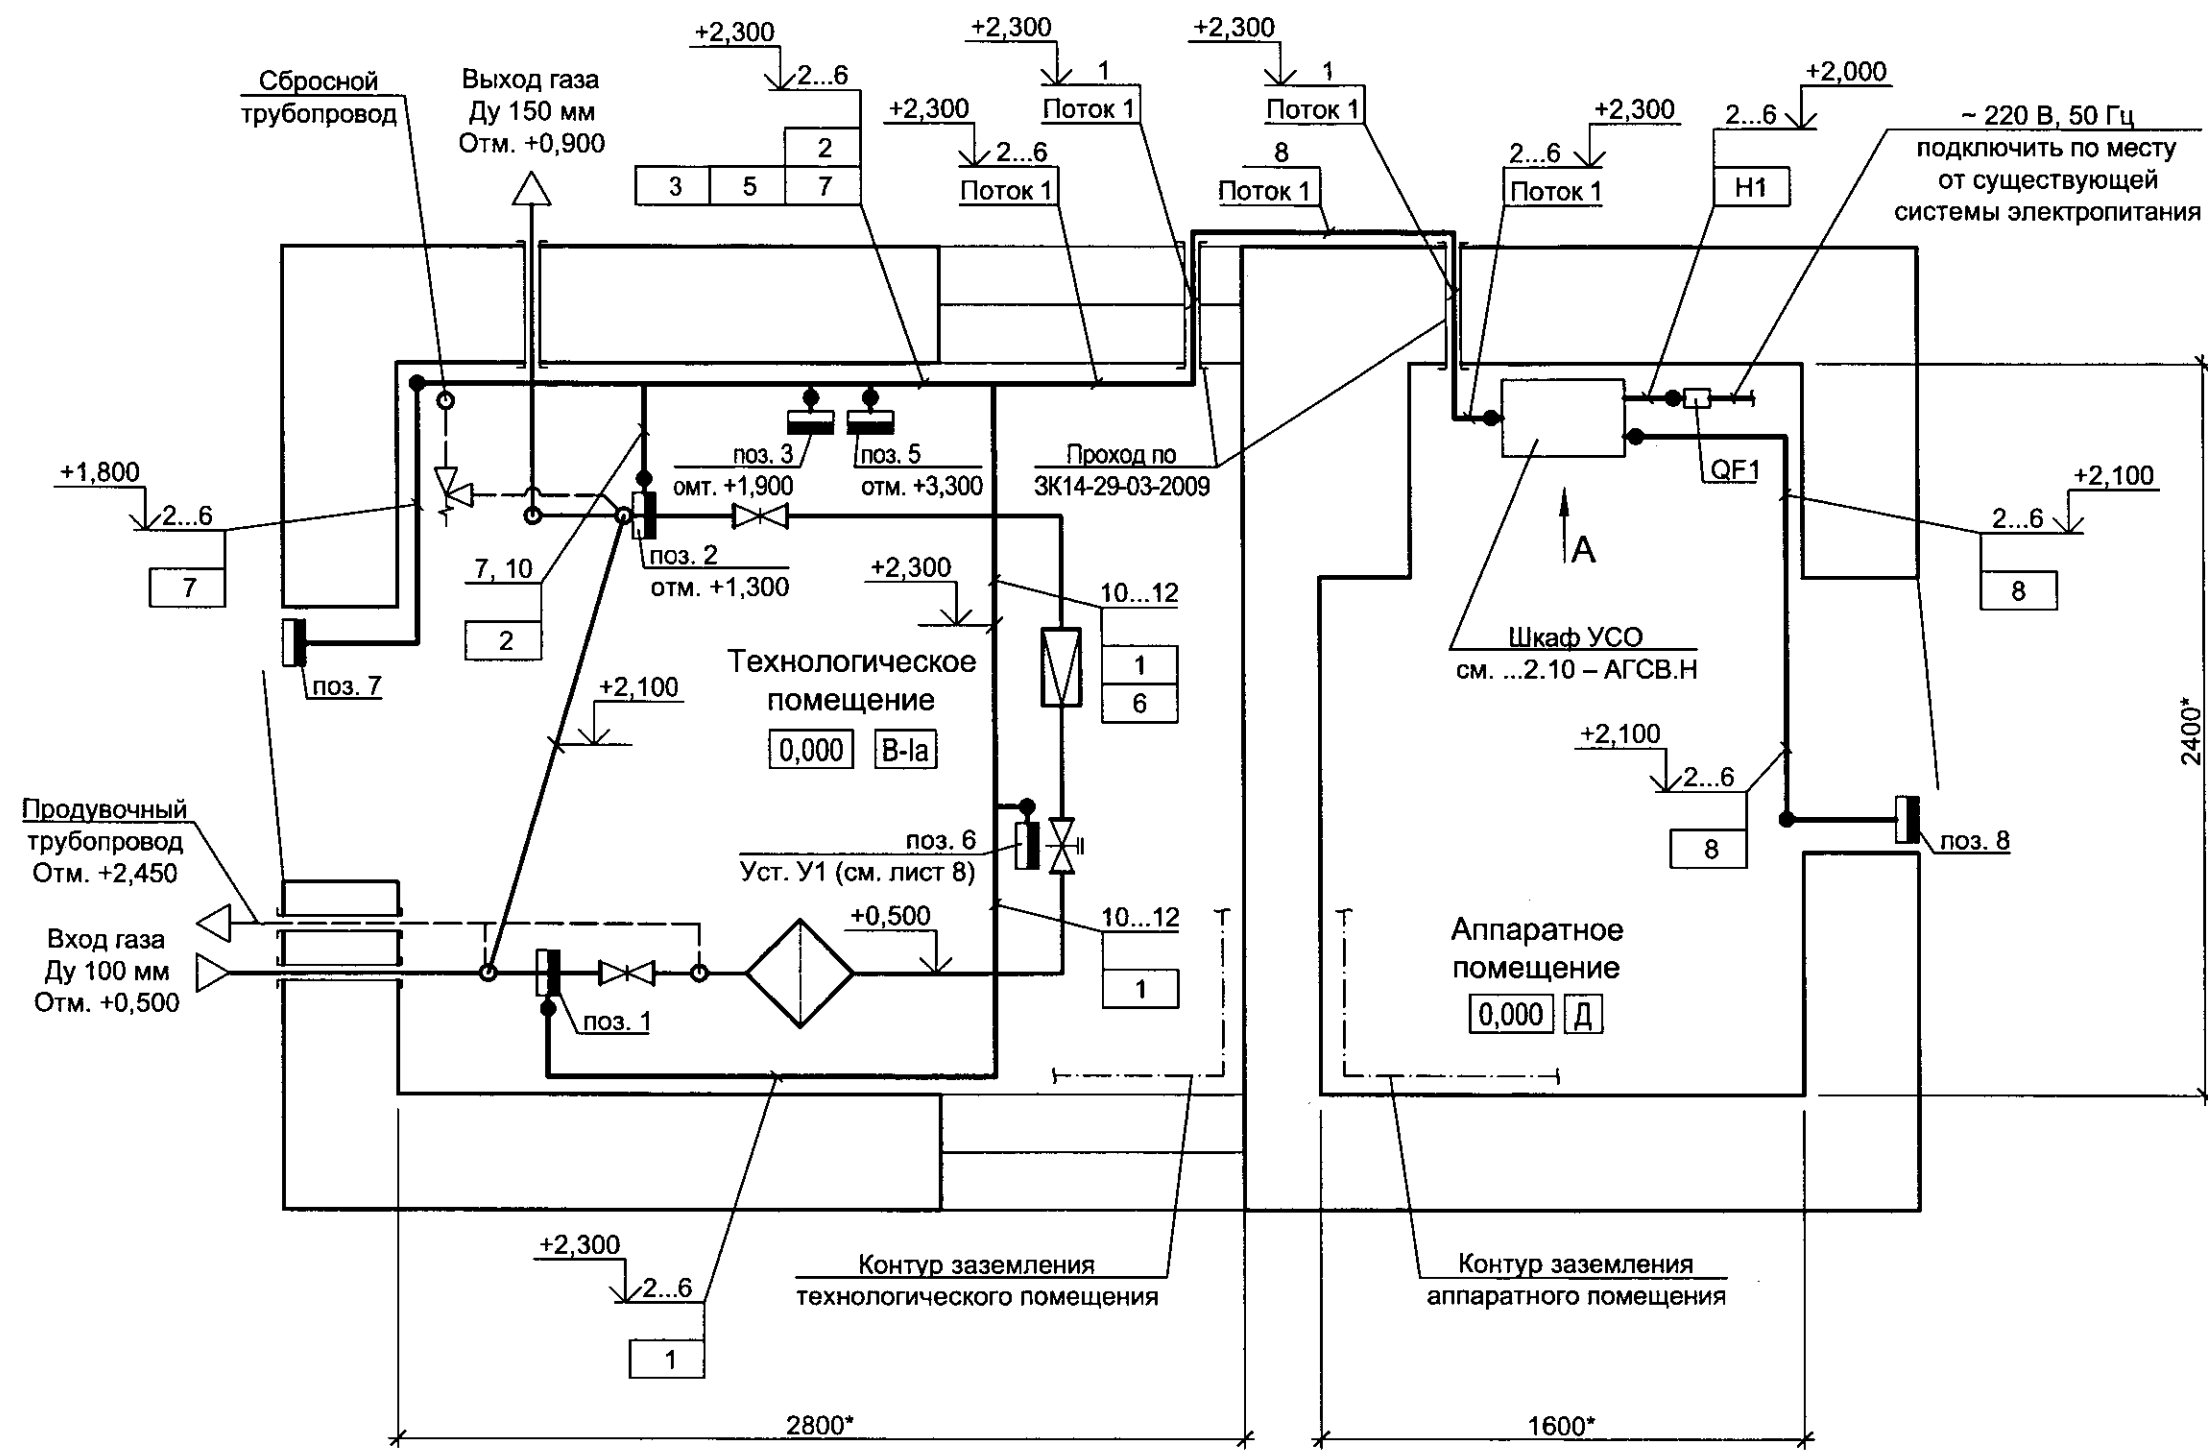 +2,300
2...6
2
3 5 7
+2,300
1
Поток 1
+2,300
1
Поток 1
+2,000
2...6
Н1
Сбросной
трубопровод
Выход газа
Ду 150 мм
Отм. +0,900
+2,300
2...6
Поток 1
8
Поток 1
+2,300
2...6
Поток 1
~ 220 В, 50 Гц
подключить по месту
от существующей
системы электропитания
+1,800
2...6
7
поз. 3
омт. +1,900
поз. 5
отм. +3,300
Проход по
ЗК14-29-03-2009
QF1
+2,100
2...6
8
7, 10
2
поз. 2
отм. +1,300
+2,300
10...12
1
6
А
Шкаф УСО
см. ...2.10 – АГСВ.Н
поз. 7
+2,100
Технологическое
помещение
0,000 В-Iа
+2,100
2...6
8
2400*
Продувочный
трубопровод
Отм. +2,450
поз. 6
Уст. У1 (см. лист 8)
поз. 8
Вход газа
Ду 100 мм
Отм. +0,500
+0,500
10...12
1
поз. 1
Аппаратное
помещение
0,000 Д
+2,300
2...6
1
Контур заземления
технологического помещения
Контур заземления
аппаратного помещения
2800*
1600*